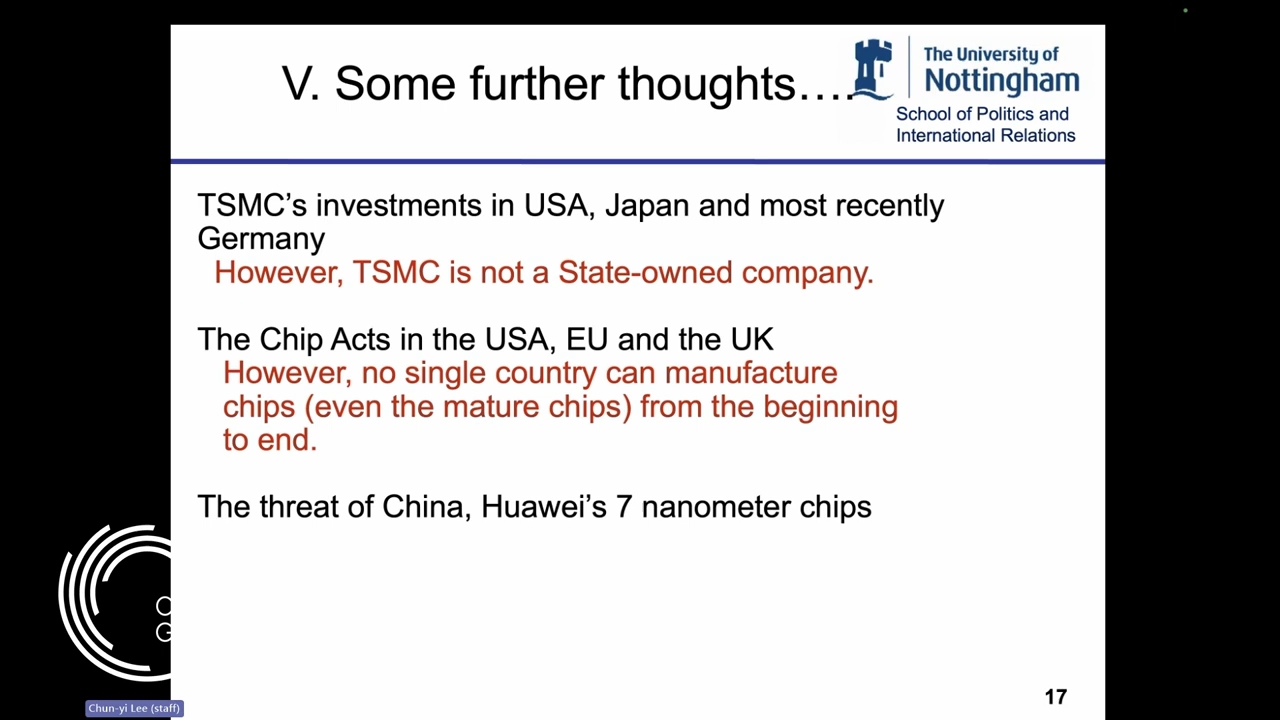 V. Some further thoughts….
The University of
Nottingham
School of Politics and
International Relations
TSMC’s investments in USA, Japan and most recently
Germany
However, TSMC is not a State-owned company.
The Chip Acts in the USA, EU and the UK
However, no single country can manufacture
chips (even the mature chips) from the beginning
to end.
The threat of China, Huawei’s 7 nanometer chips
17
Chun-yi Lee (staff)